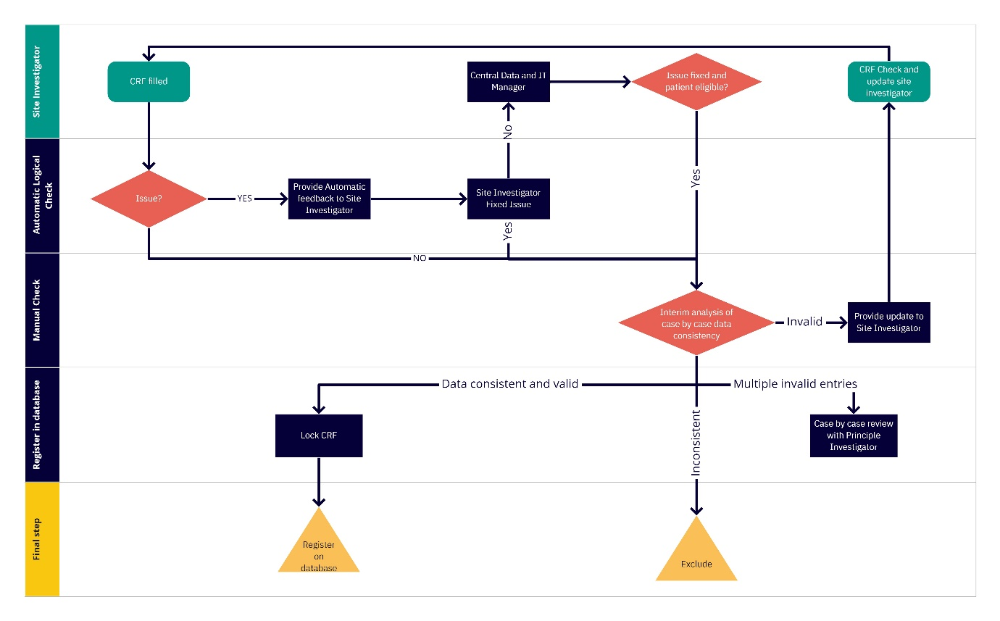 Site Investigator
CRF filled
Central Data and IT
Manager
Issue fixed and
patient eligible?
CRF Check and
update site
investigator
No
Automatic Logical
Check
Issue?
YES
Provide Automatic
feedback to Site
Investigator
Site Investigator
Fixed Issue
Yes
Yes
NO
Manual Check
Interim analysis of
case by case data
consistency
Invalid
Provide update to
Site Investigator
Register in database
Data consistent and valid
Multiple invalid entries
Lock CRF
Inconsistent
Case by case review
with Principle
Investigator
Final step
Register
on
database
Exclude